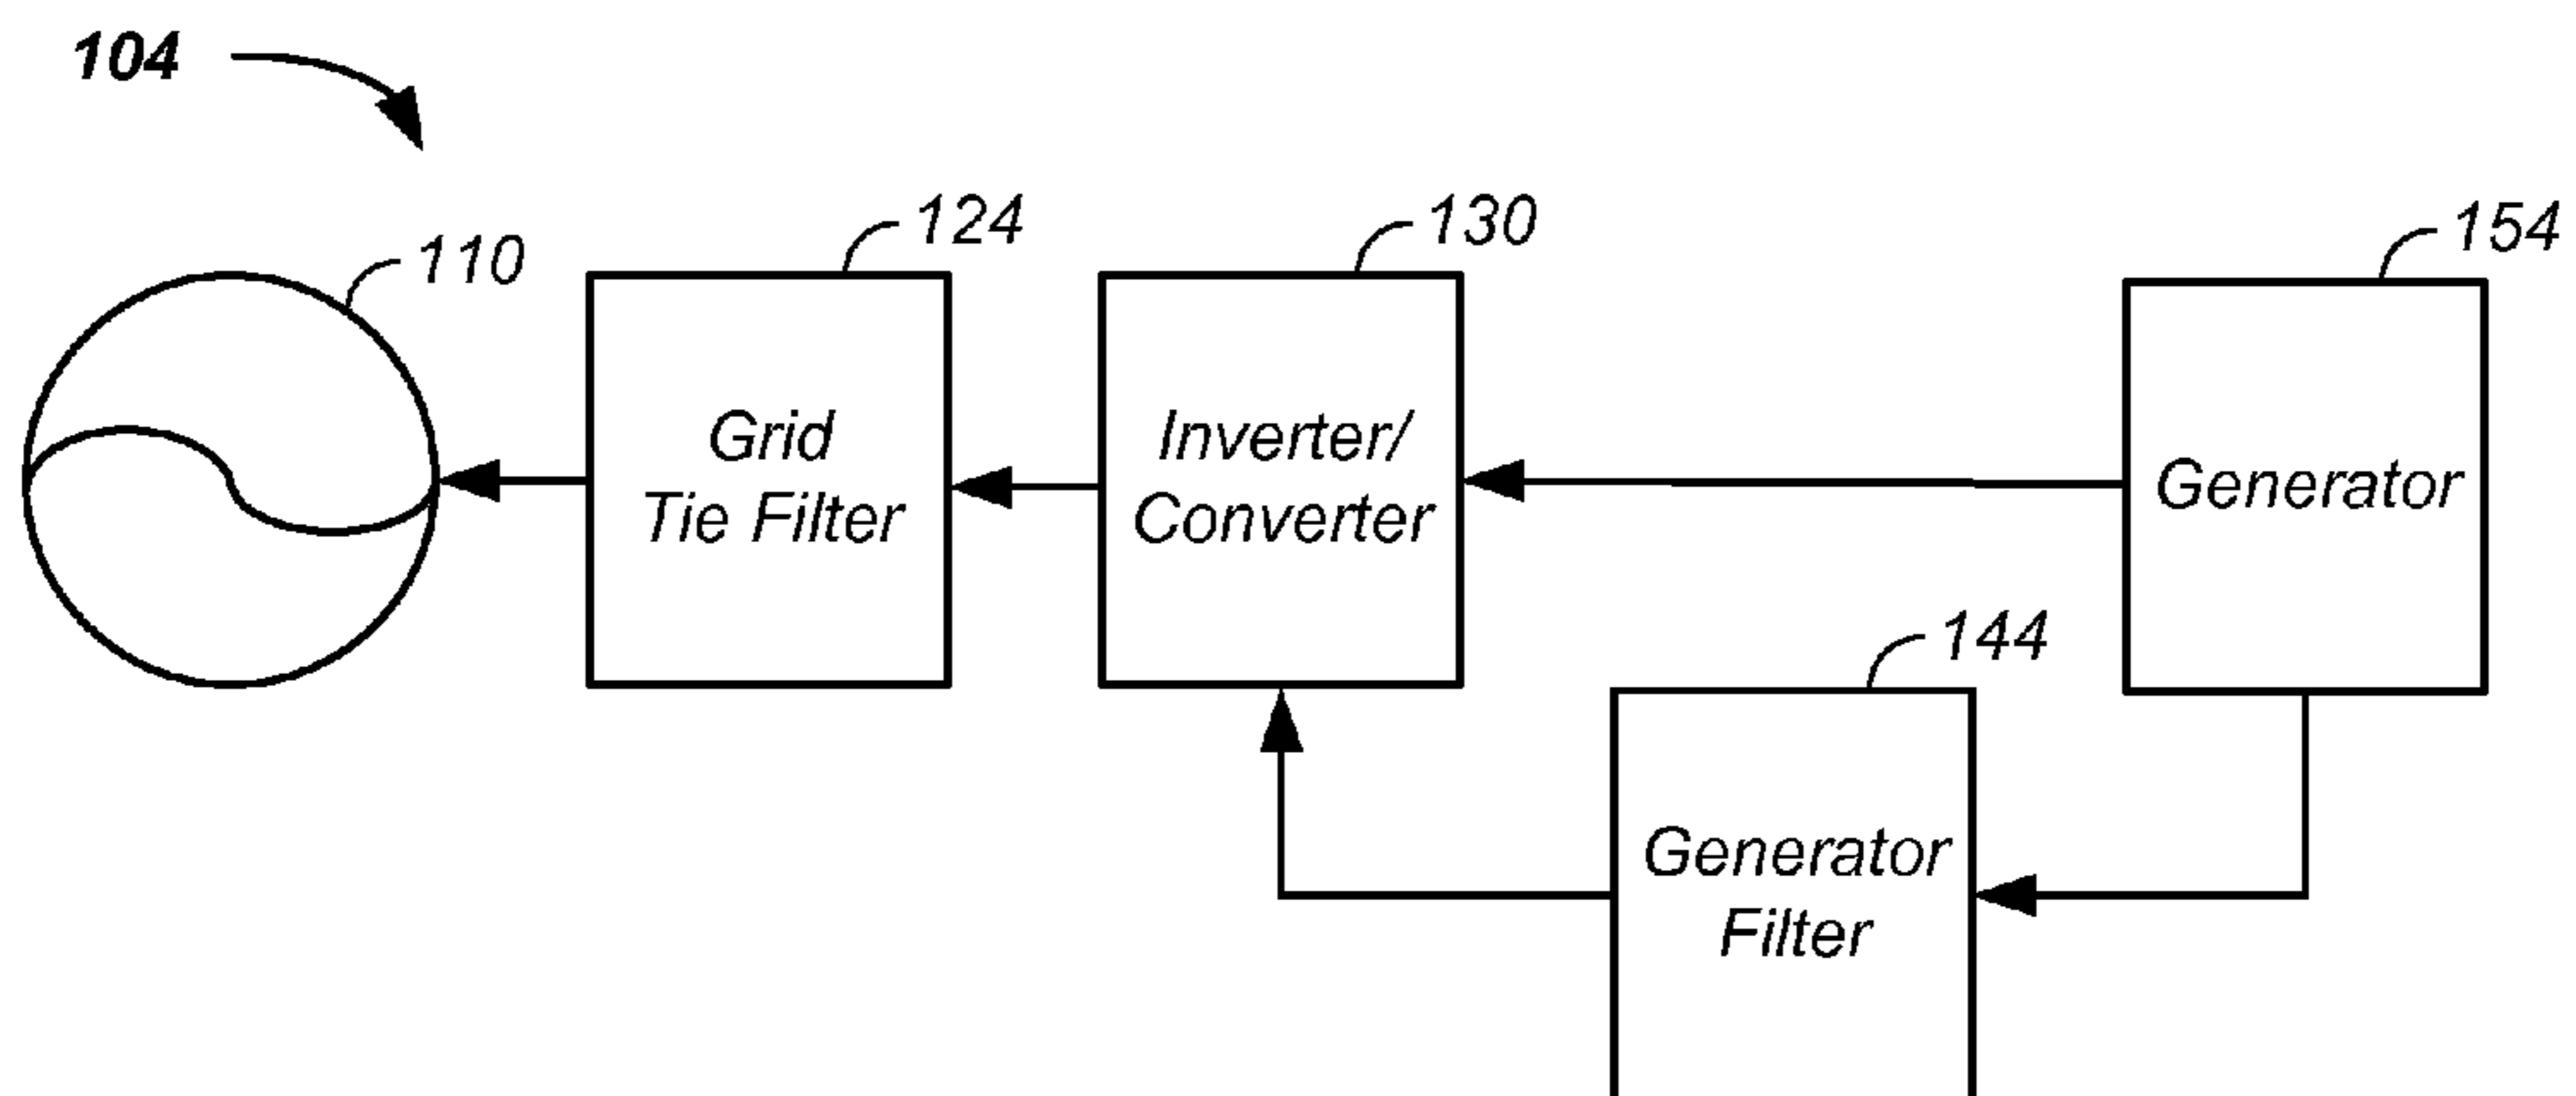 104
110
124
130
154
Grid
Tie Filter
Inverter/
Converter
Generator
144
Generator
Filter